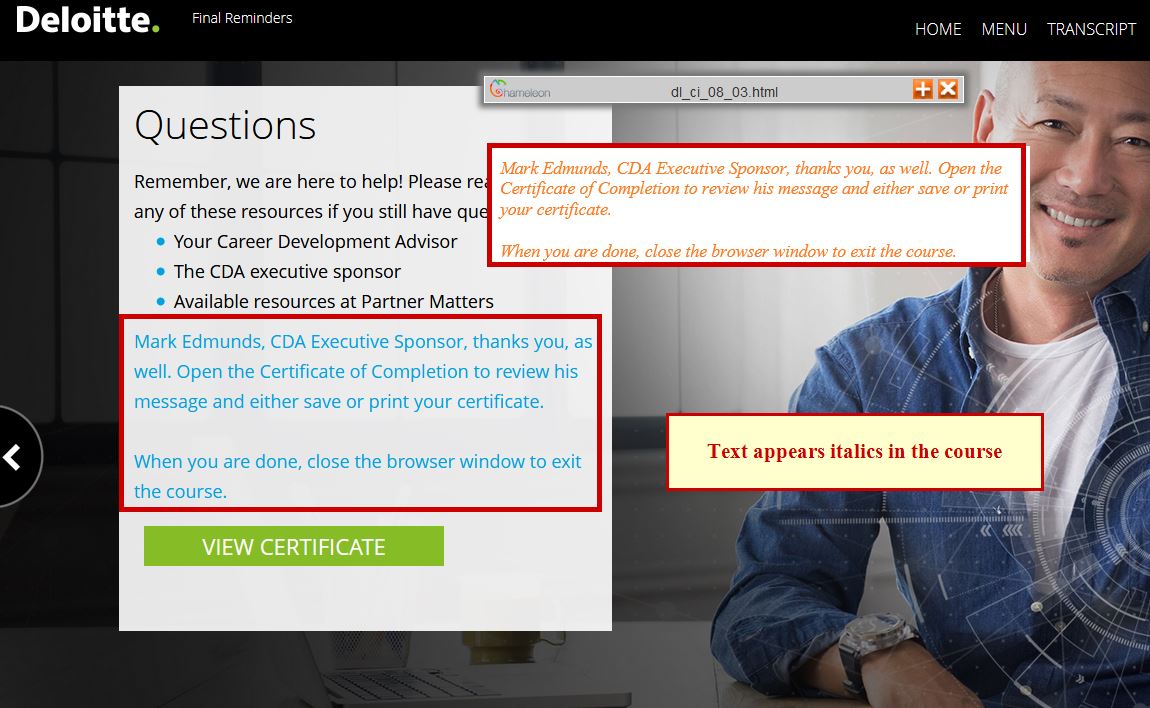 Deloitte.
Final Reminders
HOME MENU TRANSCRIPT
Chameleon
dl_ci_08_03.html
Questions
Remember, we are here to help! Please
any of these resources if you still have
Your Career Development Advisor
The CDA executive sponsor
Available resources at Partner Matters
Mark Edmunds, CDA Executive Sponsor, thanks you, as well. Open the
Certificate of Completion to review his message and either save or print
your certificate.
When you are done, close the browser window to exit the course.
Mark Edmunds, CDA Executive Sponsor, thanks you, as
well. Open the Certificate of Completion to review his
message and either save or print your certificate.
When you are done, close the browser window to exit
the course.
Text appears italics in the course
VIEW CERTIFICATE